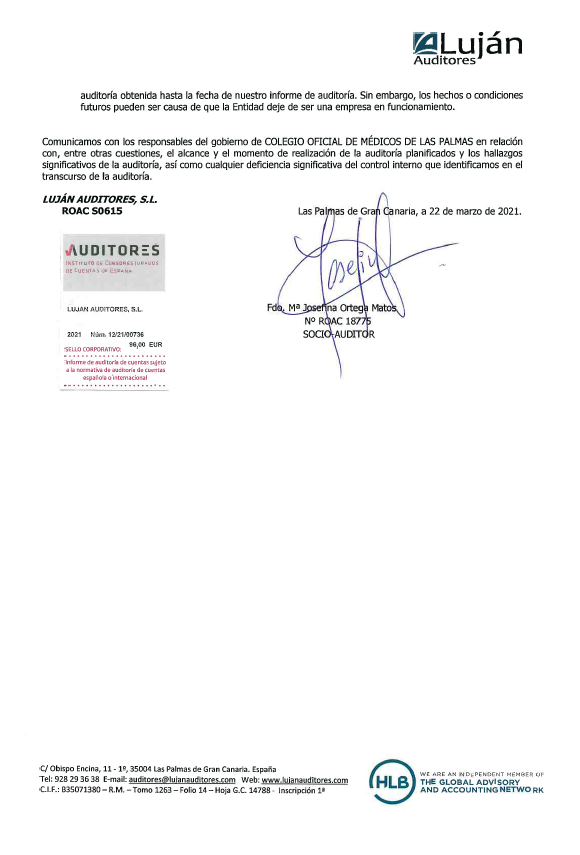 Luján
Auditores
auditoría obtenida hasta la fecha de nuestro informe de auditoría. Sin embargo, los hechos o condiciones
futuros pueden ser causa de que la Entidad deje de ser una empresa en funcionamiento.
Comunicamos con los responsables del gobierno de COLEGIO OFICIAL DE MÉDICOS DE LAS PALMAS en relación
con, entre otras cuestiones, el alcance y el momento de realización de la auditoría planificados y los hallazgos
significativos de la auditoría, así como cualquier deficiencia significativa del control interno que identificamos en el
transcurso de la auditoría.
LUJÁN AUDITORES, S.L.
ROAC S0615
Las Palmas de Gran Canaria, a 22 de marzo de 2021.
AUDITORES
INSTITUTO DE CENSORES JURADOS
DE CUENTAS DE ESPAÑA
LUJAN AUDITORES, S.L.
2021 Núm. 12/21/00736
96,00 EUR
SELLO CORPORATIVO:
Informe de auditoría de cuentas sujeto
a la normativa de auditoría de cuentas
española o internacional
Fdo. Mª Josefina Ortega Matos
Nº ROAC 18775
SOCIO-AUDITOR
C/ Obispo Encina, 11 - 1º, 35004 Las Palmas de Gran Canaria. España
Tel: 928 29 36 38 E-mail: auditores@lujanauditores.com Web: www.lujanauditores.com
C.I.F.: B35071380 – R.M. – Tomo 1263 – Folio 14 – Hoja G.C. 14788 - Inscripción 1ª
HLB
WE ARE AN INDEPENDENT MEMBER OF
THE GLOBAL ADVISORY
AND ACCOUNTING NETWORK